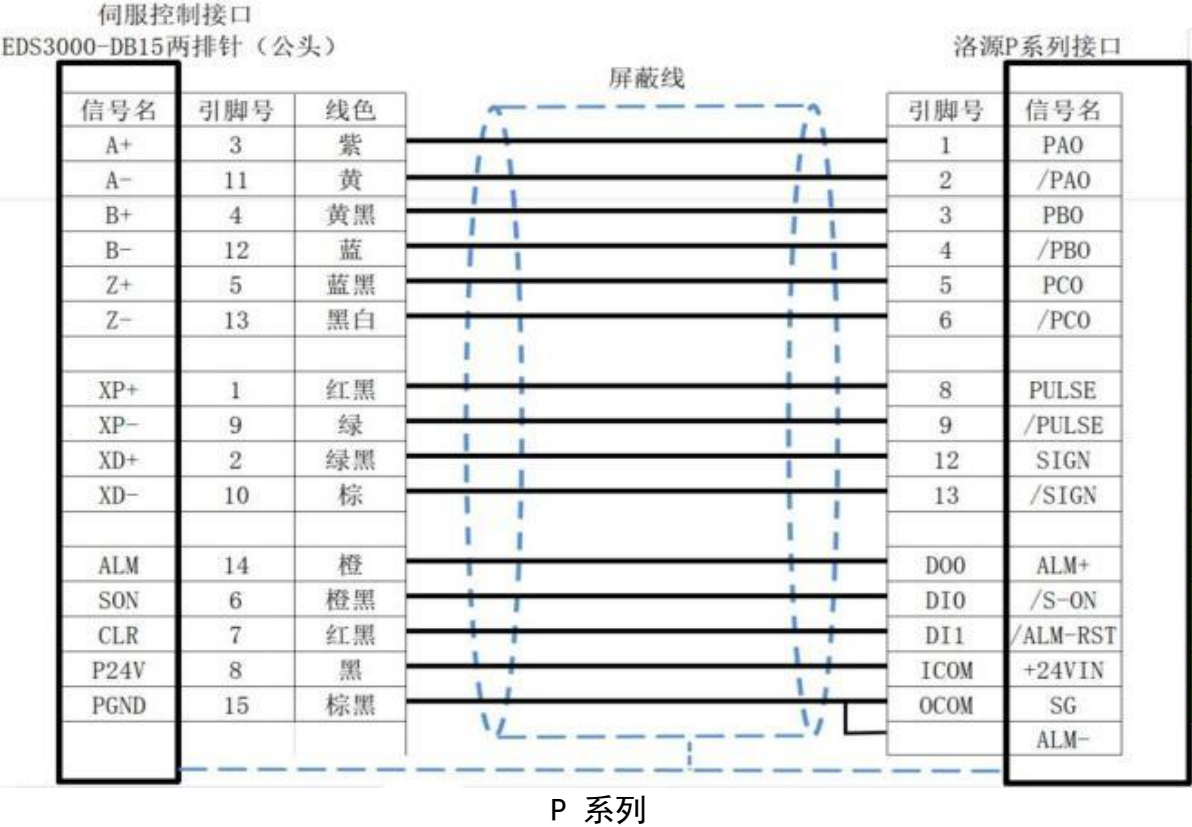 伺服控制接口
EDS3000-DB15两排针（公头）
洛源P系列接口
屏蔽线
信号名 引脚号 线色 引脚号 信号名
A+ 3 紫 1 PAO
A- 11 黄 2 /PAO
B+ 4 黄黑 3 PBO
B- 12 蓝 4 /PBO
Z+ 5 蓝黑 5 PCO
Z- 13 黑白 6 /PCO
XP+ 1 红黑 8 PULSE
XP- 9 绿 9 /PULSE
XD+ 2 绿黑 12 SIGN
XD- 10 棕 13 /SIGN
ALM 14 橙 DO0 ALM+
SON 6 橙黑 DI0 /S-ON
CLR 7 红黑 DI1 /ALM-RST
P24V 8 黑 ICOM +24VIN
PGND 15 棕黑 OCOM SG
ALM-
P 系列